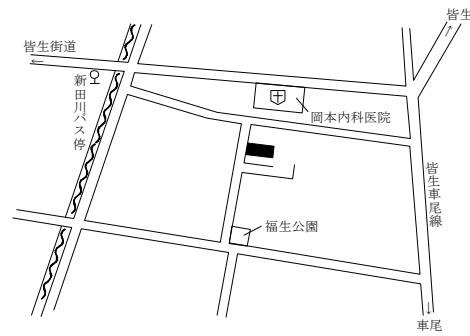 皆生
皆生街道
新田川バス停
岡本内科医院
皆生車尾線
福生公園
車尾